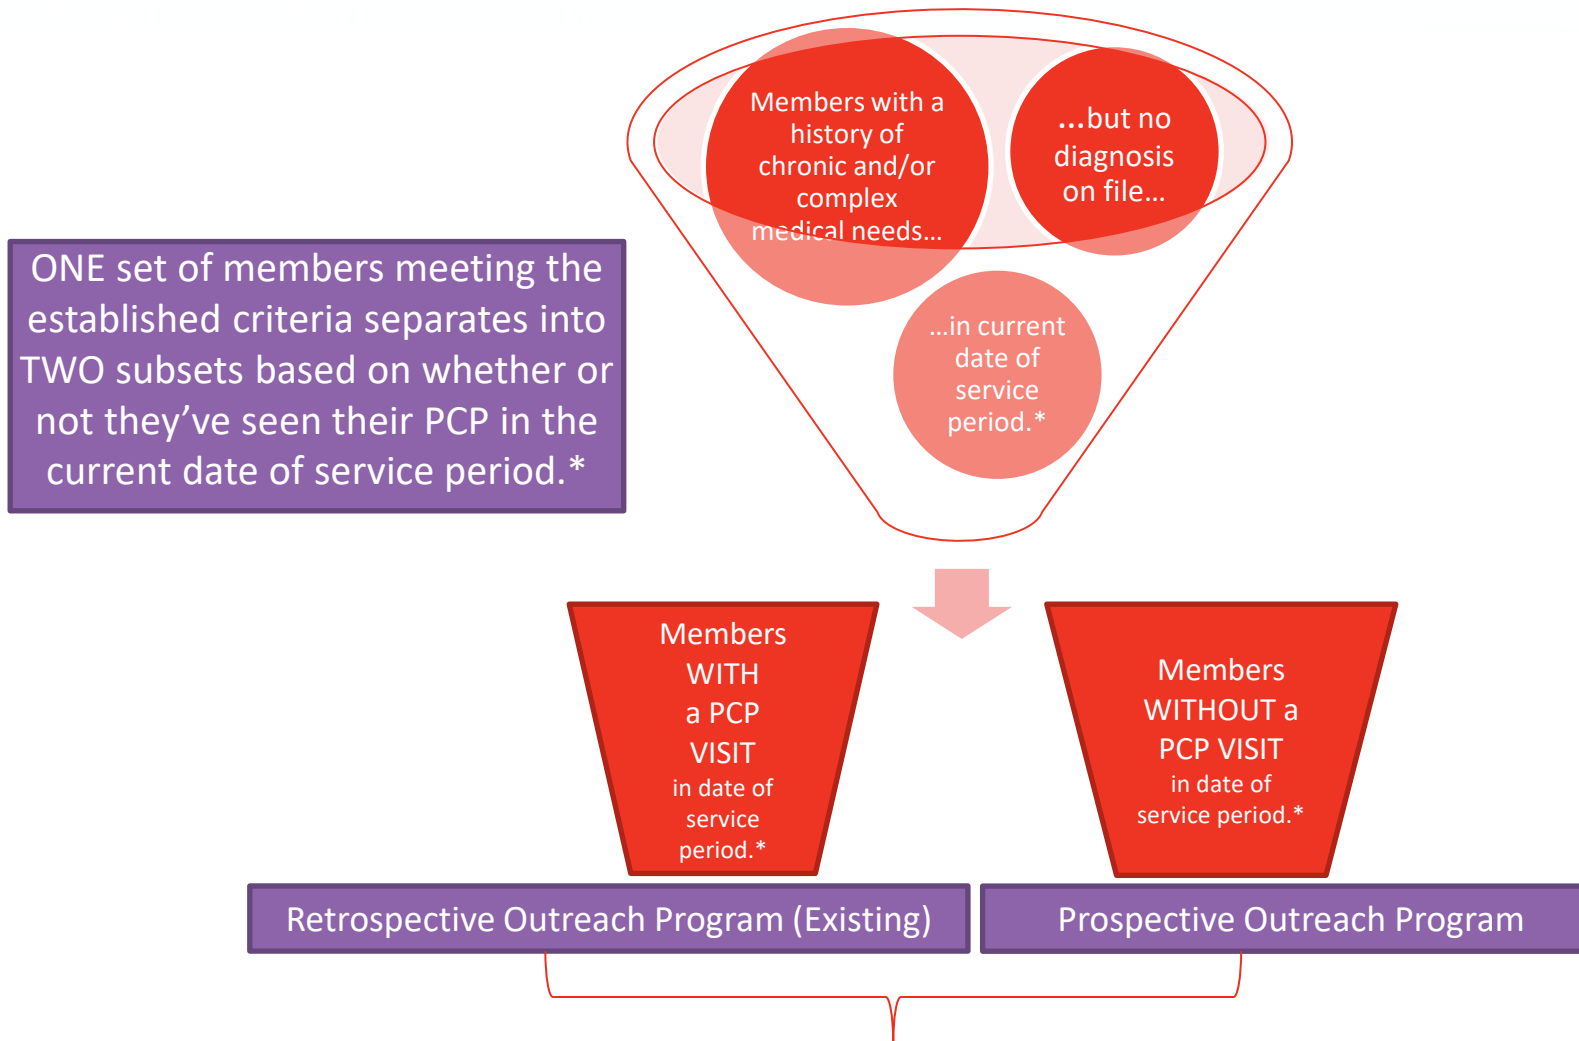 Members with a
history of
chronic and/or
complex
medical needs…
...but no
diagnosis
on file…
…in current
date of
service
period.*
ONE set of members meeting the
established criteria separates into
TWO subsets based on whether or
not they’ve seen their PCP in the
current date of service period.*
Members
WITH
a PCP
VISIT
in date of
service
period.*
Members
WITHOUT a
PCP VISIT
in date of
service period.*
Retrospective Outreach Program (Existing)
Prospective Outreach Program